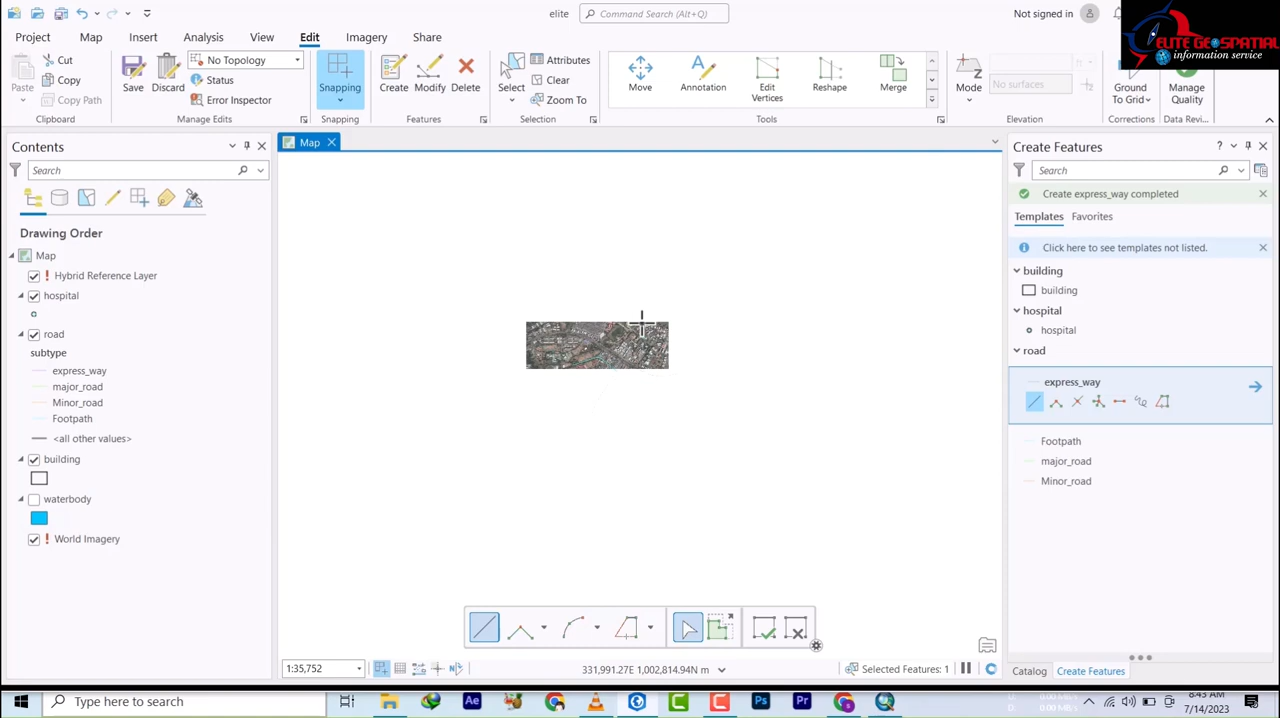 elite
Command Search (Alt+Q)
Not signed in
ELITE GEOSPATIAL
information service
Project Map Insert Analysis View Edit Imagery Share
Paste
Cut
Copy
Copy Path
Clipboard
Save
Discard
No Topology
Status
Error Inspector
Manage Edits
Snapping
Snapping
Create
Modify
Delete
Features
Select
Attributes
Clear
Zoom To
Selection
Move
Annotation
Edit
Vertices
Reshape
Merge
Tools
Mode
No surfaces
ft
Elevation
Ground
To Grid
Corrections
Manage
Quality
Data Revi...
Contents
Search
Drawing Order
Map
Hybrid Reference Layer
hospital
road
subtype
express_way
major_road
Minor_road
Footpath
<all other values>
building
waterbody
World Imagery
Map
1:35,752
331,991.27E 1,002,814.94N m
Selected Features: 1
Create Features
Search
Create express_way completed
Templates Favorites
Click here to see templates not listed.
building
building
hospital
hospital
road
express_way
Footpath
major_road
Minor_road
Catalog Create Features
Type here to search
Ae
Ps
Pr
8:43 AM
7/14/2023